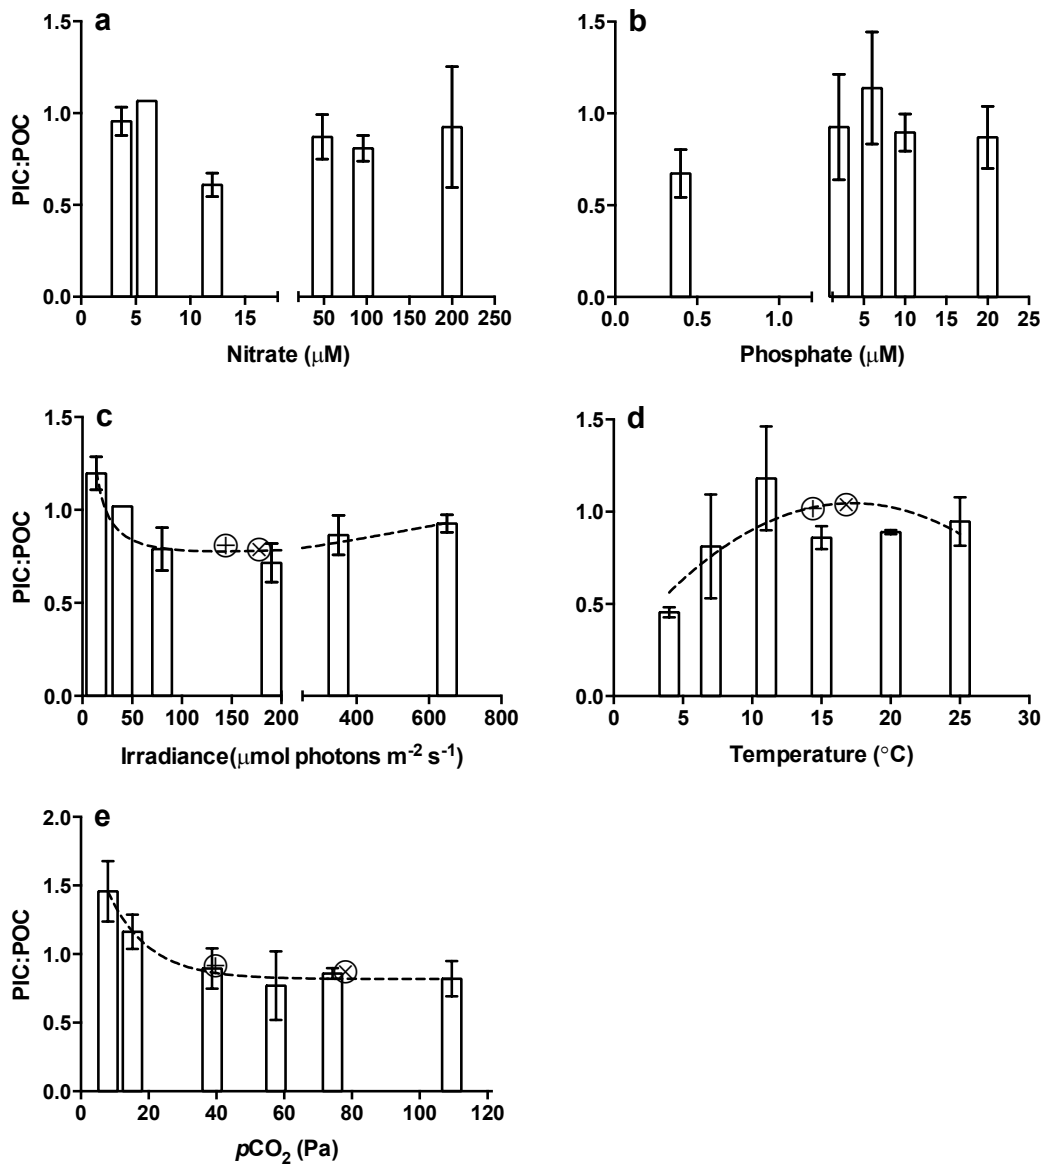 a
1.5
1.0
0.5
0.0
PIC:POC
0 5 10 15 50 100 150 200 250
Nitrate (μM)
b
1.5
1.0
0.5
0.0
0.0 0.5 1.0 5 10 15 20 25
Phosphate (μM)
c
1.5
1.0
0.5
0.0
PIC:POC
0 50 100 150 200 400 600 800
Irradiance(μmol photons m⁻² s⁻¹)
d
1.5
1.0
0.5
0.0
0 5 10 15 20 25 30
Temperature (°C)
e
2.0
1.5
1.0
0.5
0.0
PIC:POC
0 20 40 60 80 100 120
pCO₂ (Pa)